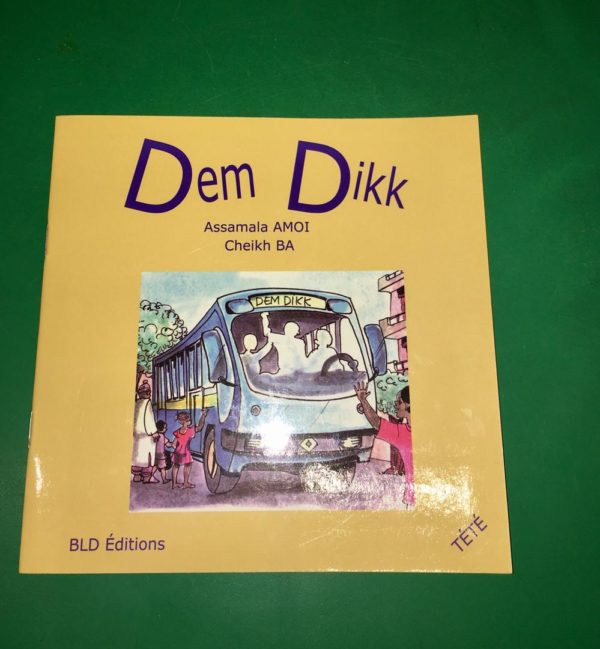 Dem Dikk
Assamala AMOI
Cheikh BA
DEM DIKK
BLD Éditions
TÉTÉ